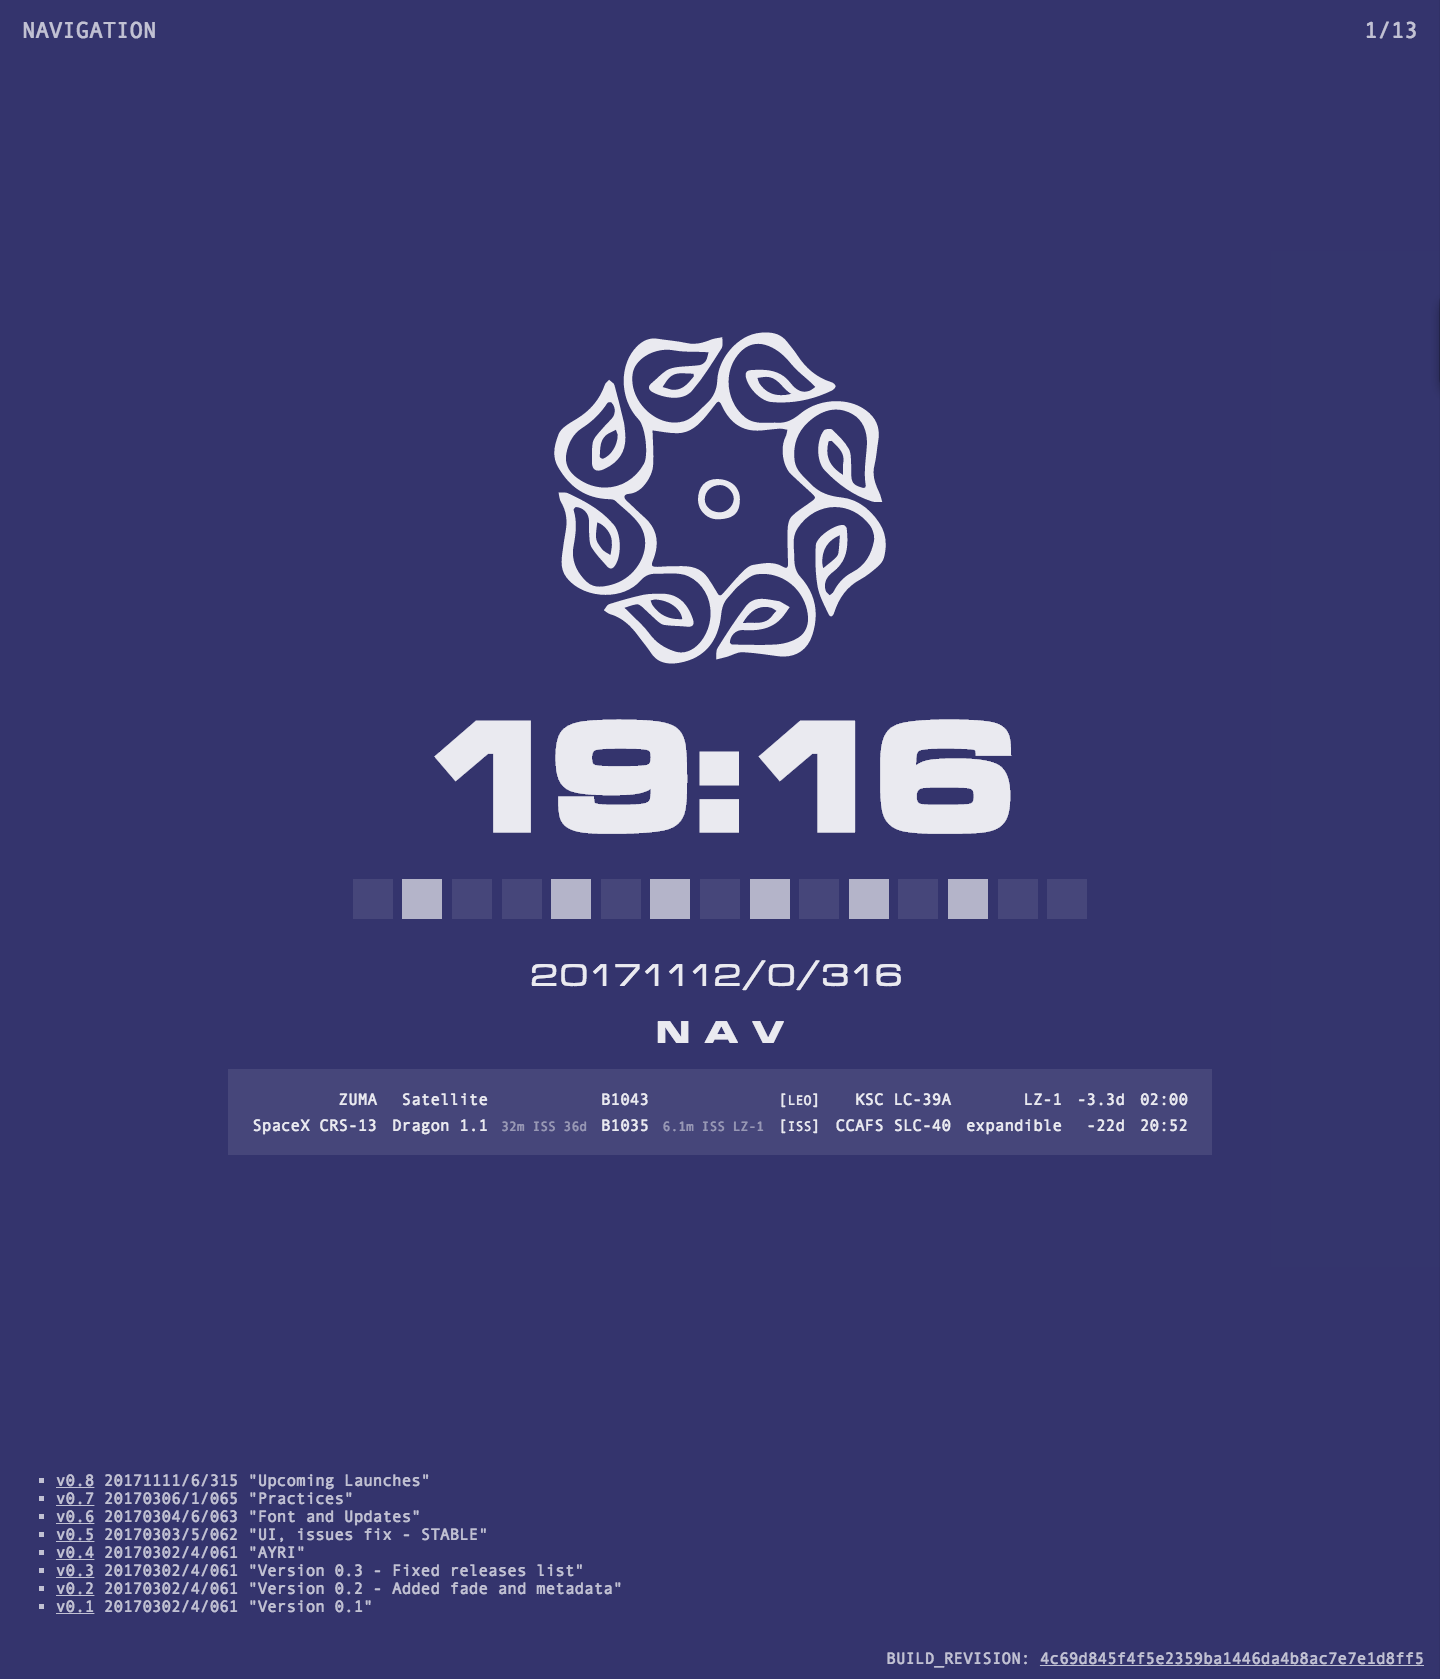 NAVIGATION 1/13
19:16
20171112/0/316
NAV
ZUMA Satellite B1043 [LEO] KSC LC-39A LZ-1 -3.3d 02:00
SpaceX CRS-13 Dragon 1.1 32m ISS 36d B1035 6.1m ISS LZ-1 [ISS] CCAFS SLC-40 expandible -22d 20:52
v0.8 20171111/6/315 "Upcoming Launches"
v0.7 20170306/1/065 "Practices"
v0.6 20170304/6/063 "Font and Updates"
v0.5 20170303/5/062 "UI, issues fix - STABLE"
v0.4 20170302/4/061 "AYRI"
v0.3 20170302/4/061 "Version 0.3 - Fixed releases list"
v0.2 20170302/4/061 "Version 0.2 - Added fade and metadata"
v0.1 20170302/4/061 "Version 0.1"
BUILD_REVISION: 4c69d845f4f5e2359ba1446da4b8ac7e7e1d8ff5